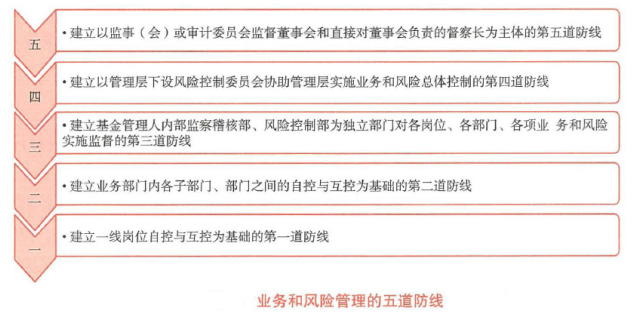 五
•建立以监事（会）或审计委员会监督董事会和直接对董事会负责的督察长为主体的第五道防线
四
•建立以管理层下设风险控制委员会协助管理层实施业务和风险总体控制的第四道防线
三
•建立基金管理人内部监察稽核部、风险控制部为独立部门对各岗位、各部门、各项业 务和风险
实施监督的第三道防线
二
•建立业务部门内各子部门、部门之间的自控与互控为基础的第二道防线
一
•建立一线岗位自控与互控为基础的第一道防线
业务和风险管理的五道防线